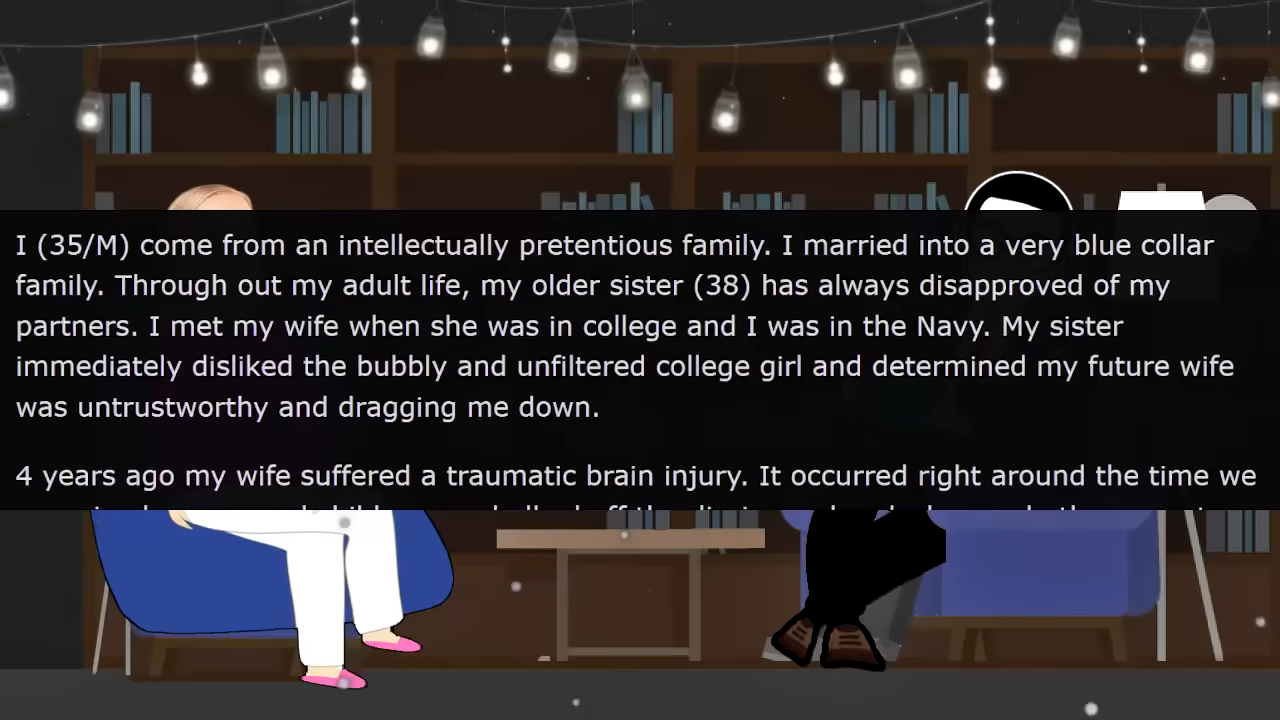 I (35/M) come from an intellectually pretentious family. I married into a very blue collar
family. Through out my adult life, my older sister (38) has always disapproved of my
partners. I met my wife when she was in college and I was in the Navy. My sister
immediately disliked the bubbly and unfiltered college girl and determined my future wife
was untrustworthy and dragging me down.
4 years ago my wife suffered a traumatic brain injury. It occurred right around the time we